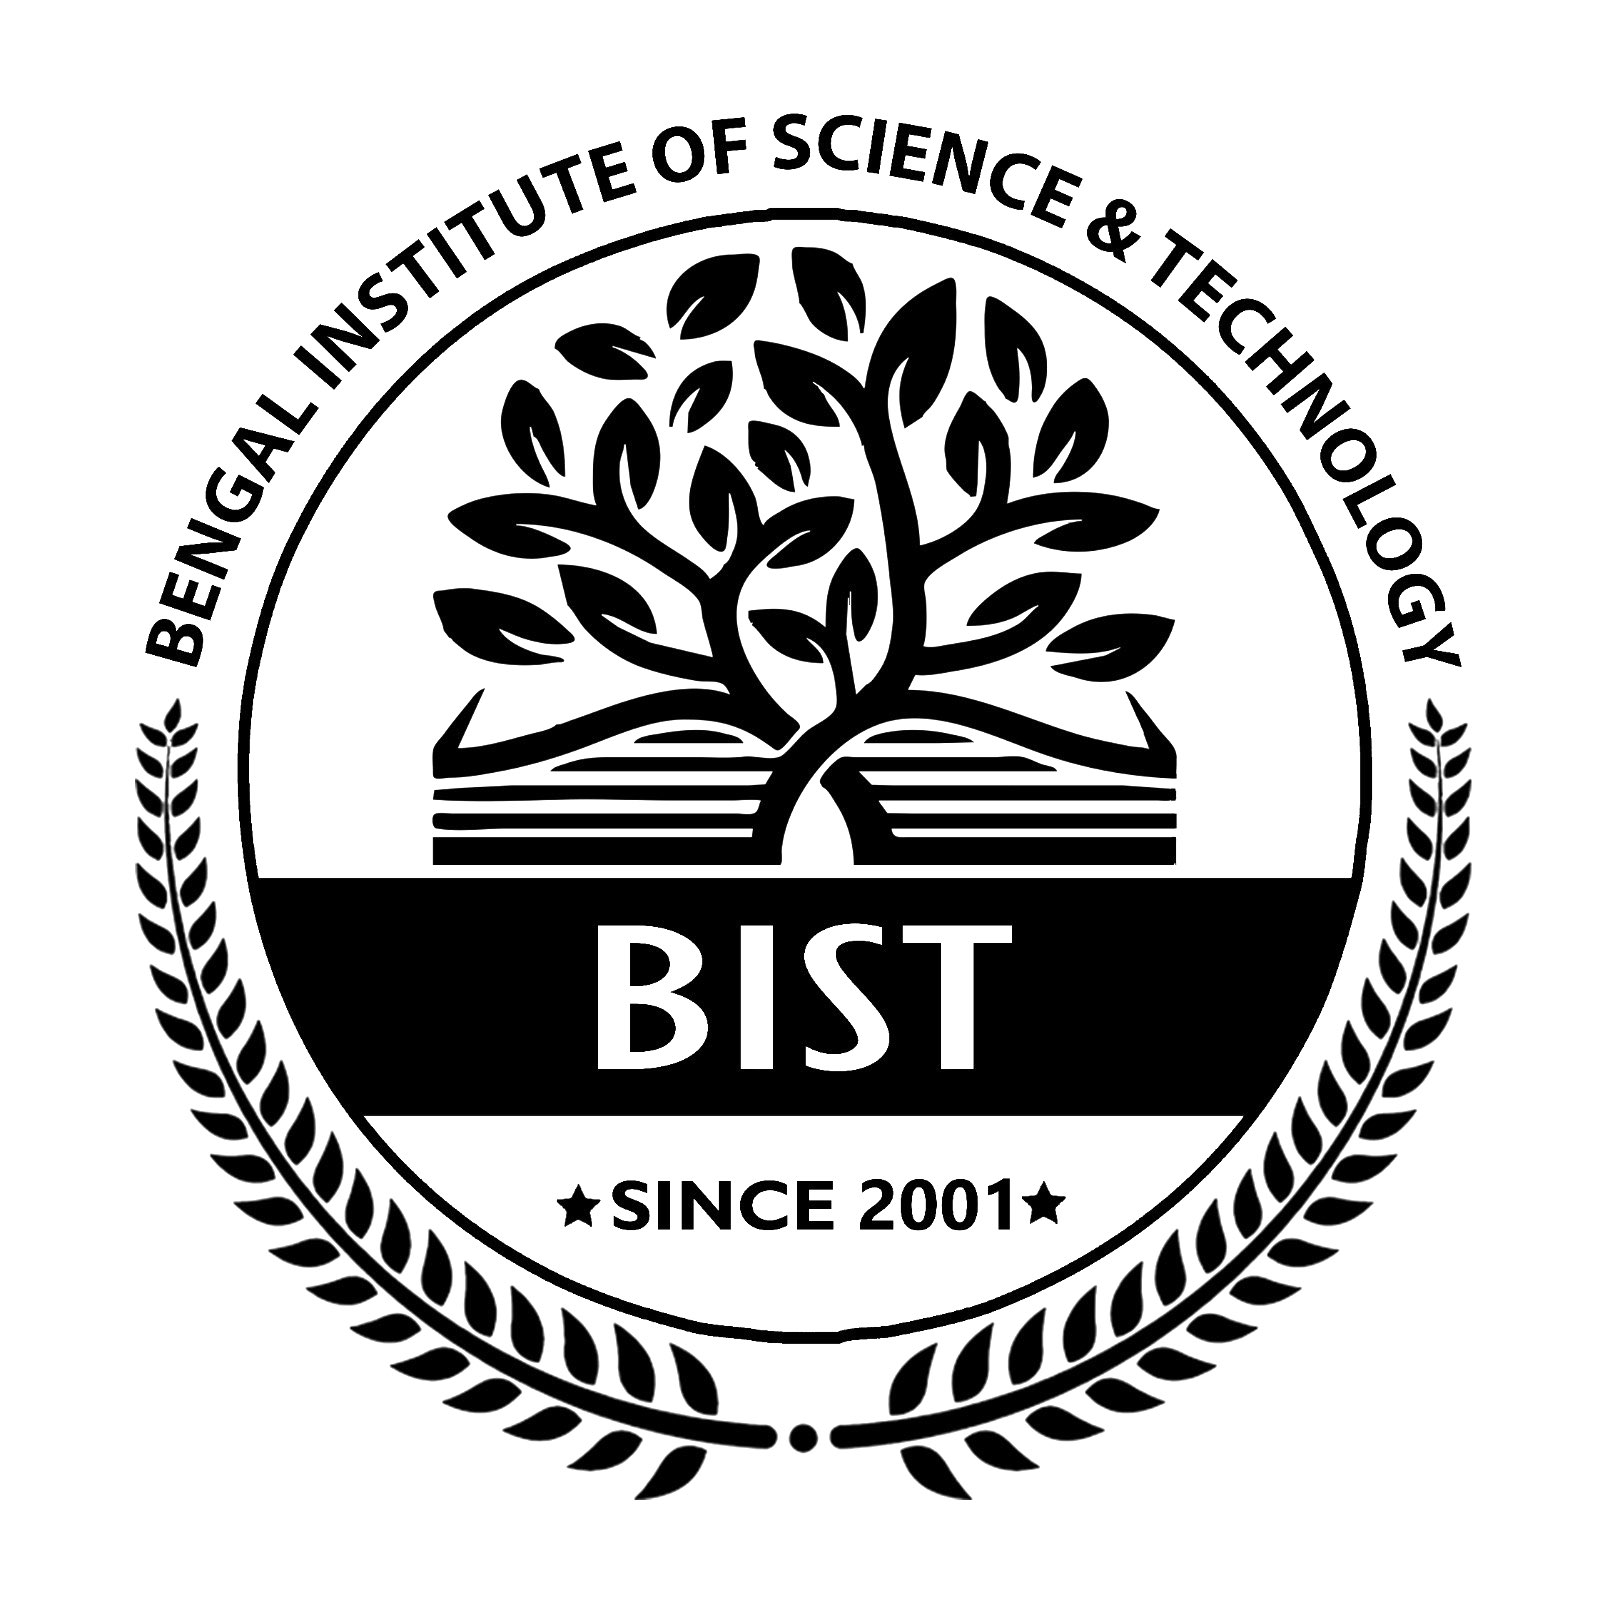 BENGAL INSTITUTE OF SCIENCE & TECHNOLOGY
BIST
★SINCE 2001★